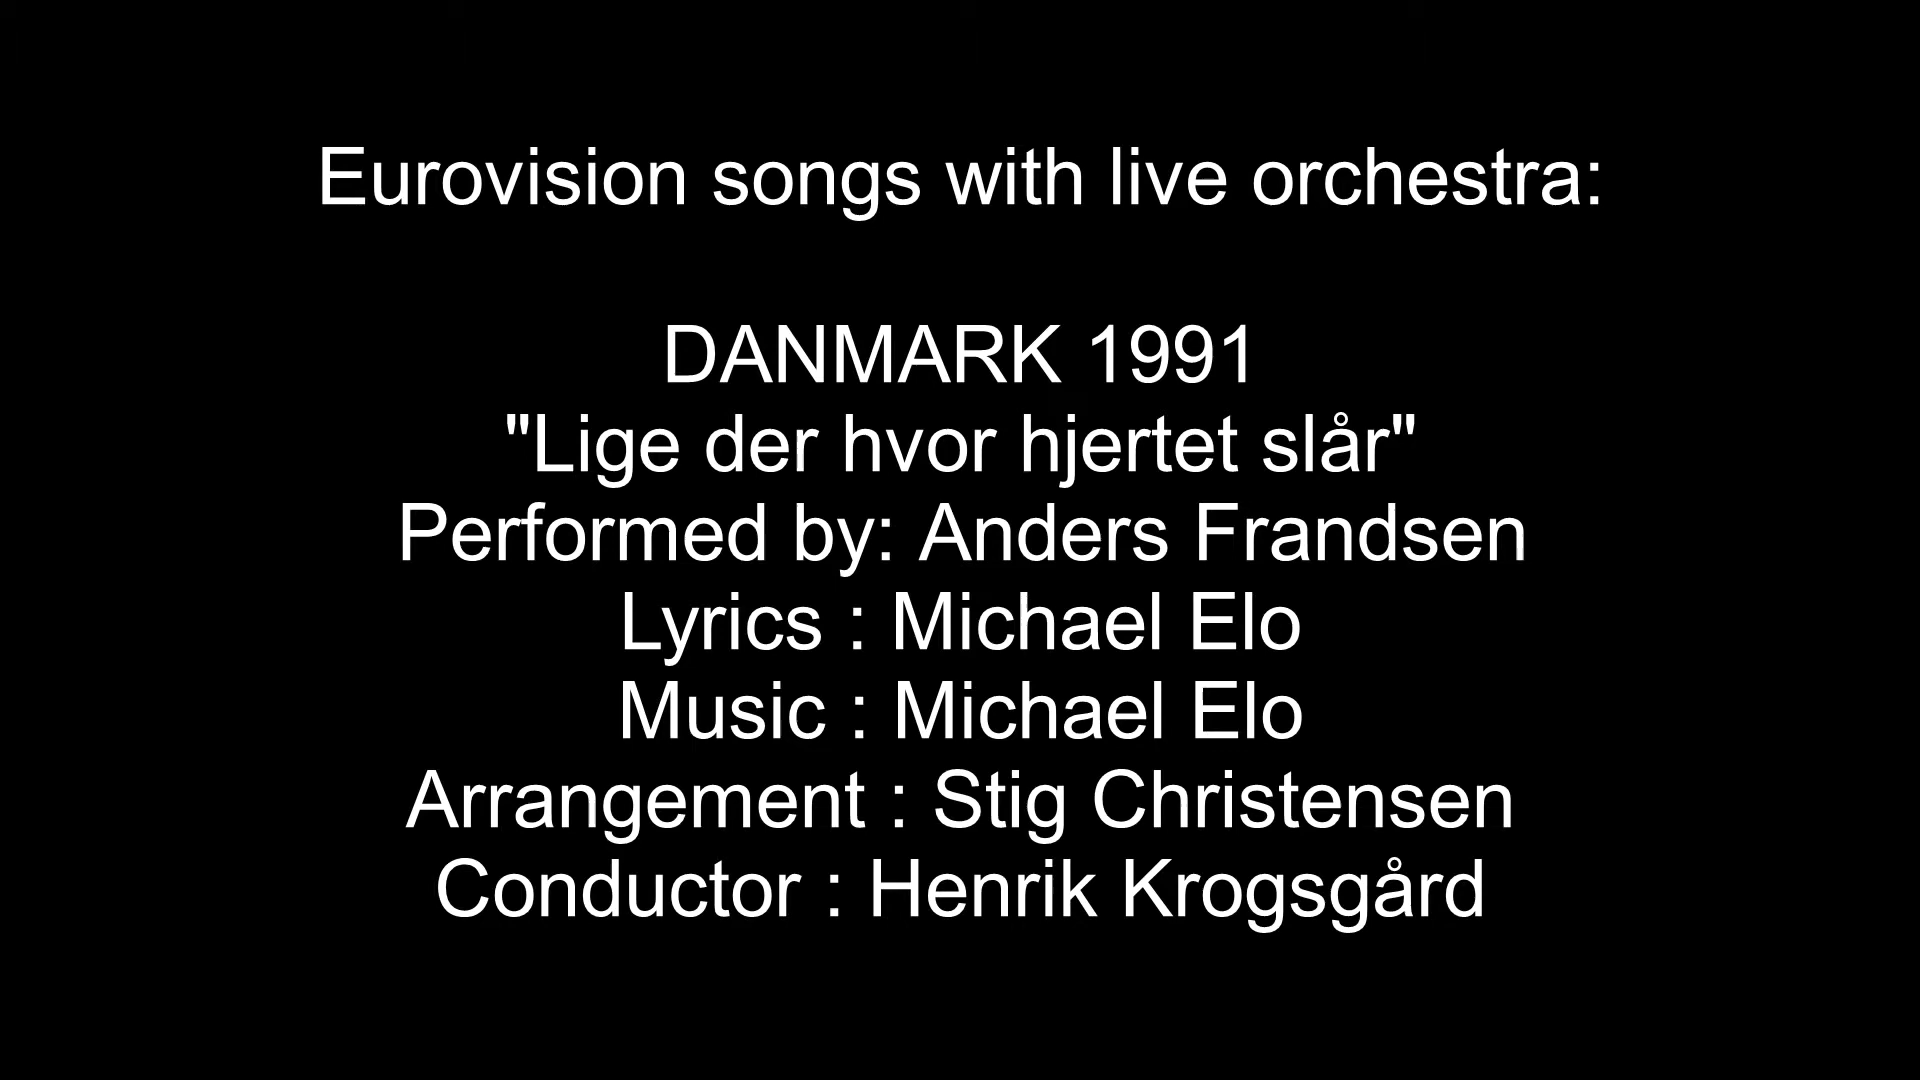 Eurovision songs with live orchestra:
DANMARK 1991
"Lige der hvor hjertet slår"
Performed by: Anders Frandsen
Lyrics : Michael Elo
Music : Michael Elo
Arrangement : Stig Christensen
Conductor : Henrik Krogsgård